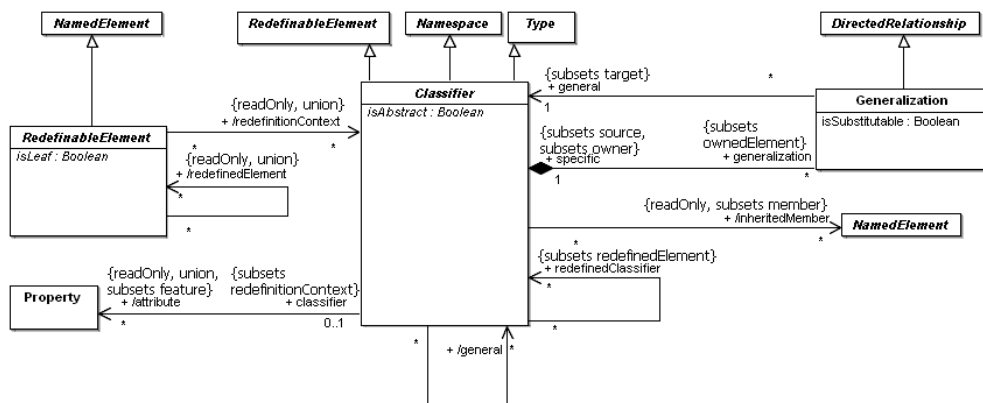 NamedElement
RedefinableElement
Namespace
Type
DirectedRelationship
Classifier
isAbstract : Boolean
{subsets target}
+ general
*
1
Generalization
isSubstitutable : Boolean
{readOnly, union}
+ /redefinitionContext
*
*
RedefinableElement
isLeaf : Boolean
{readOnly, union}
+ /redefinedElement
*
*
{subsets source,
subsets owner}
+ specific
1
{subsets
ownedElement}
+ generalization
*
{readOnly, subsets member}
+ /inheritedMember
*
*
NamedElement
{subsets redefinedElement}
+ redefinedClassifier
*
*
Property
{readOnly, union,
subsets feature}
+ /attribute
*
{subsets
redefinitionContext}
+ classifier
0..1
*
+ /general
*